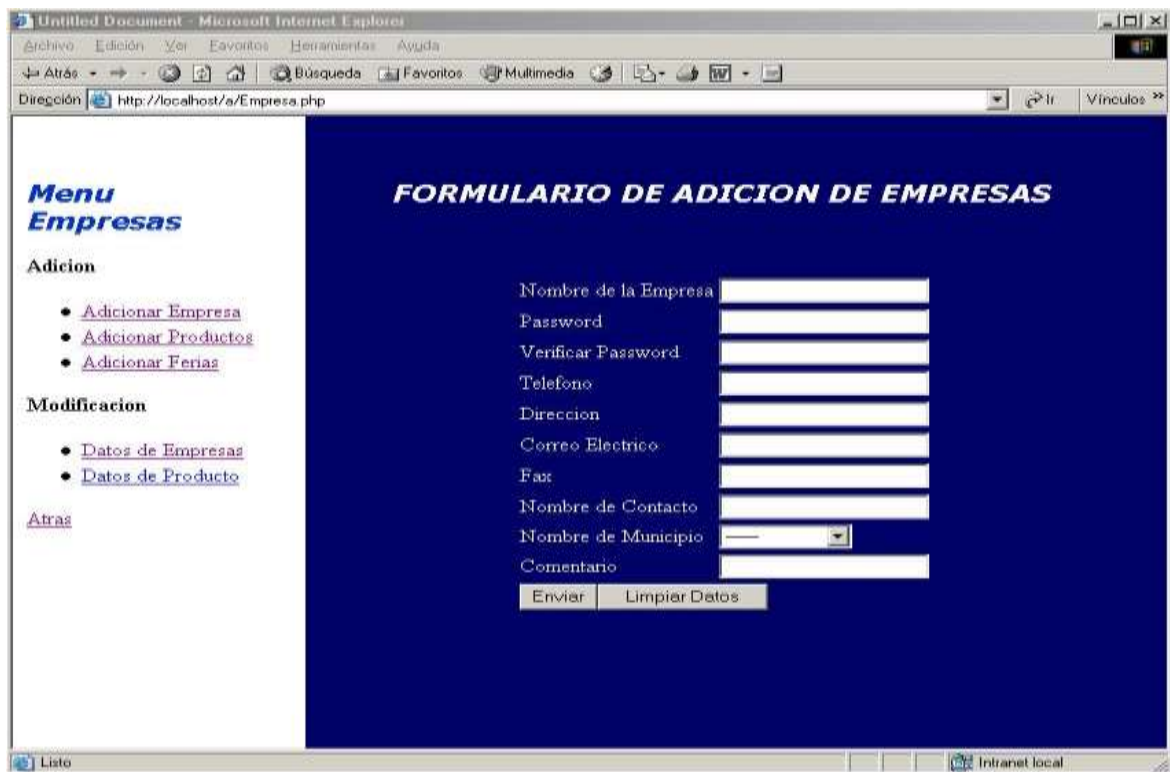 Untitled Document - Microsoft Internet Explorer
Archivo Edición Ver Favoritos Herramientas Ayuda
Atrás Búsqueda Favoritos Multimedia
Dirección http://localhost/a/Empresa.php Ir Vínculos »
Menu
Empresas
Adicion
Adicionar Empresa
Adicionar Productos
Adicionar Ferias
Modificacion
Datos de Empresas
Datos de Producto
Atras
FORMULARIO DE ADICION DE EMPRESAS
Nombre de la Empresa
Password
Verificar Password
Telefono
Direccion
Correo Electrico
Fax
Nombre de Contacto
Nombre de Municipio -----
Comentario
Enviar Limpiar Datos
Listo Intranet local